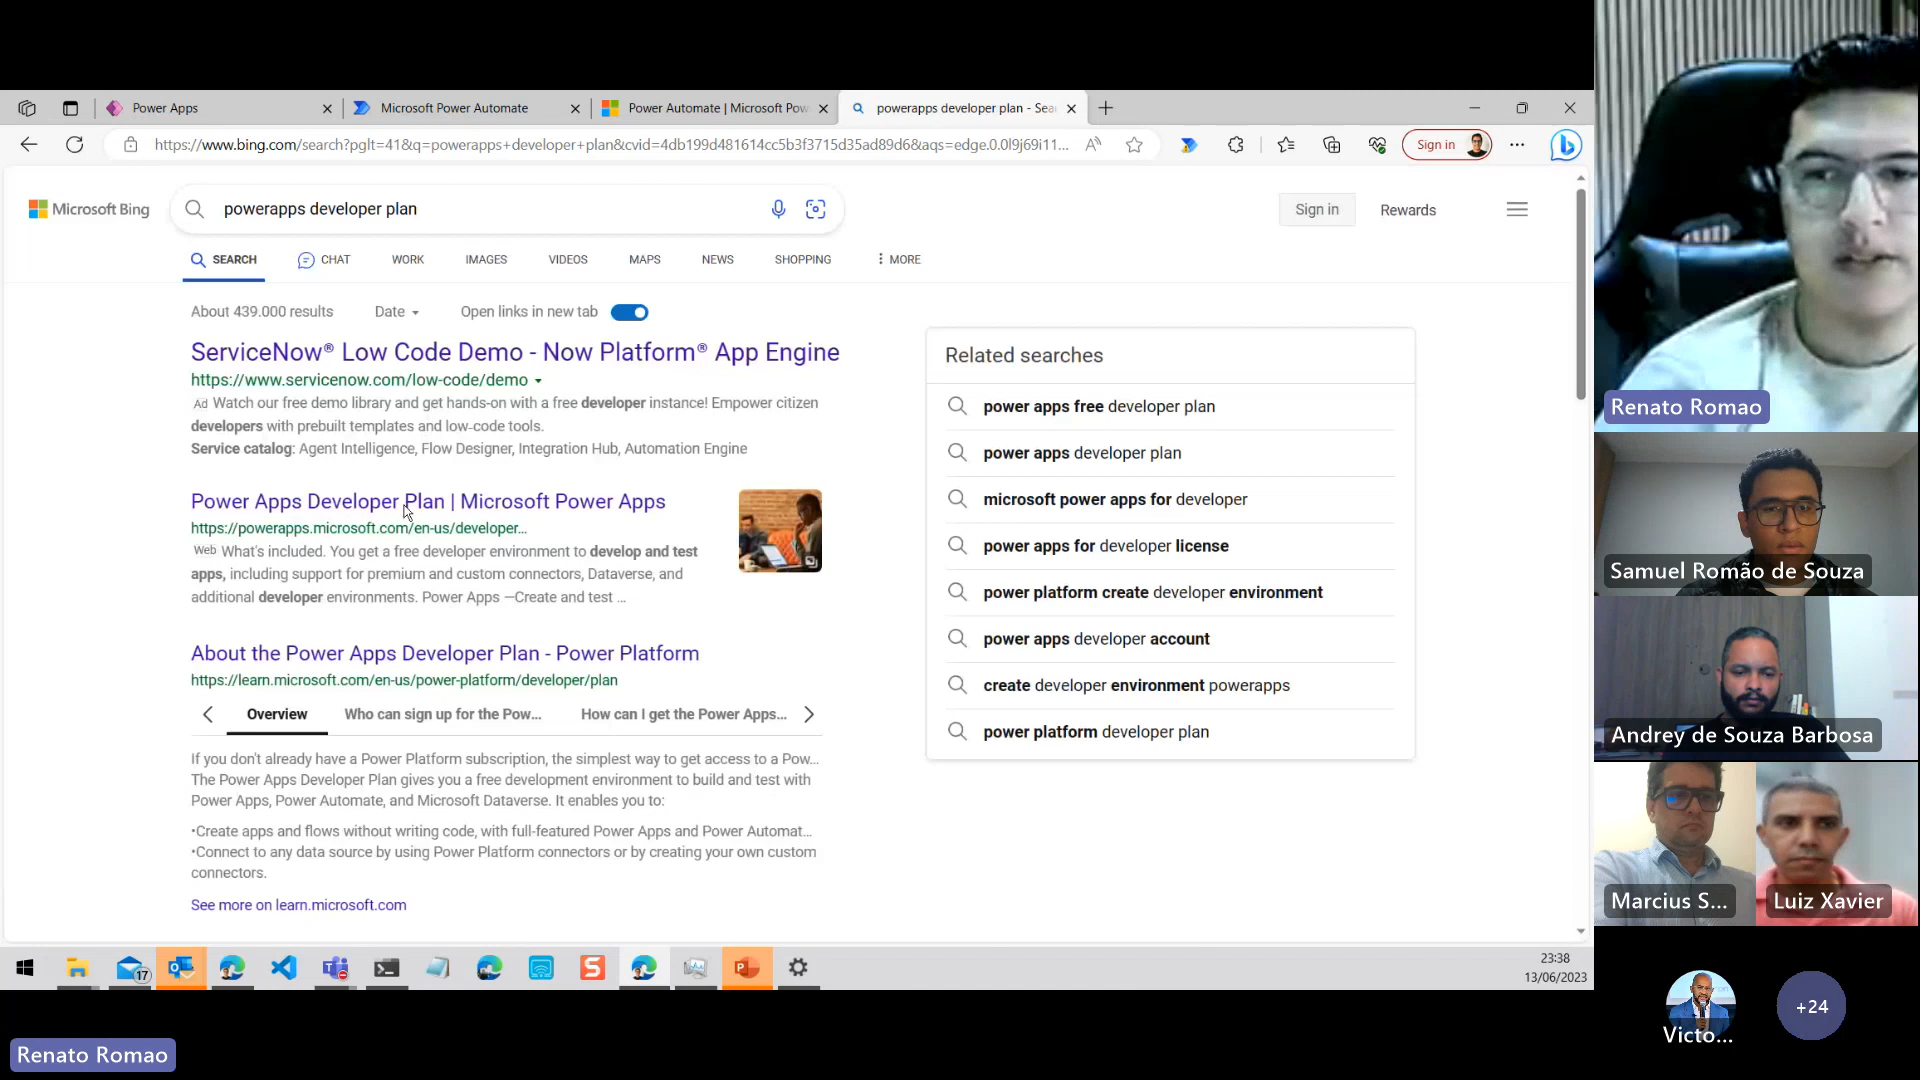 Power Apps
Microsoft Power Automate
Power Automate | Microsoft Pow
powerapps developer plan - Sea
https://www.bing.com/search?pglt=41&q=powerapps+developer+plan&cvid=4db199d481614cc5b3f3715d35ad89d6&aqs=edge.0.0l9j69i11...
Sign in
Microsoft Bing
powerapps developer plan
Sign in
Rewards
SEARCH
CHAT
WORK
IMAGES
VIDEOS
MAPS
NEWS
SHOPPING
MORE
About 439.000 results
Date
Open links in new tab
ServiceNow® Low Code Demo - Now Platform® App Engine
https://www.servicenow.com/low-code/demo
Ad Watch our free demo library and get hands-on with a free developer instance! Empower citizen
developers with prebuilt templates and low-code tools.
Service catalog: Agent Intelligence, Flow Designer, Integration Hub, Automation Engine
Power Apps Developer Plan | Microsoft Power Apps
https://powerapps.microsoft.com/en-us/developer...
Web What's included. You get a free developer environment to develop and test
apps, including support for premium and custom connectors, Dataverse, and
additional developer environments. Power Apps —Create and test ...
About the Power Apps Developer Plan - Power Platform
https://learn.microsoft.com/en-us/power-platform/developer/plan
Overview
Who can sign up for the Pow...
How can I get the Power Apps...
If you don't already have a Power Platform subscription, the simplest way to get access to a Pow...
The Power Apps Developer Plan gives you a free development environment to build and test with
Power Apps, Power Automate, and Microsoft Dataverse. It enables you to:
•Create apps and flows without writing code, with full-featured Power Apps and Power Automat...
•Connect to any data source by using Power Platform connectors or by creating your own custom
connectors.
See more on learn.microsoft.com
Related searches
power apps free developer plan
power apps developer plan
microsoft power apps for developer
power apps for developer license
power platform create developer environment
power apps developer account
create developer environment powerapps
power platform developer plan
17
23:38
13/06/2023
Renato Romao
Samuel Romão de Souza
Andrey de Souza Barbosa
Marcius S...
Luiz Xavier
Victo...
+24
Renato Romao